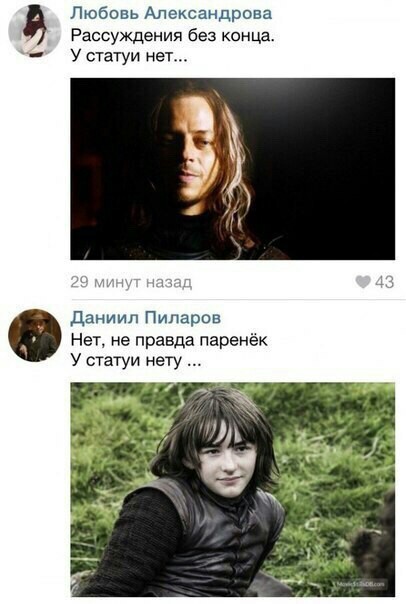 Любовь Александрова
Рассуждения без конца.
У статуи нет...
29 минут назад
43
Даниил Пиларов
Нет, не правда паренёк
У статуи нету ...